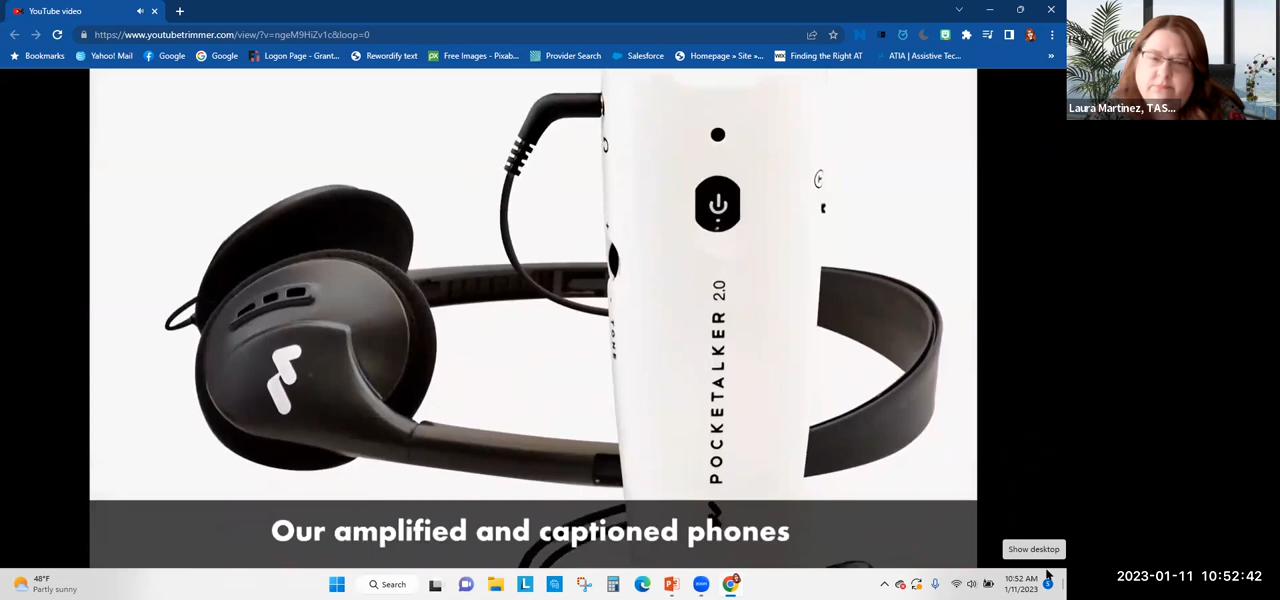 YouTube video
https://www.youtubetrimmer.com/view/?v=ngeM9HiZv1c&loop=0
Bookmarks
Yahoo! Mail
Google
Google
Logon Page - Grant...
Rewordify text
Free Images - Pixab...
Provider Search
Salesforce
Homepage » Site »...
Finding the Right AT
ATIA | Assistive Tec...
»
Laura Martinez, TAS...
POCKETALKER 2.0
TONE
Our amplified and captioned phones
Show desktop
48°F
Partly sunny
Search
10:52 AM
1/11/2023
5
2023-01-11 10:52:42